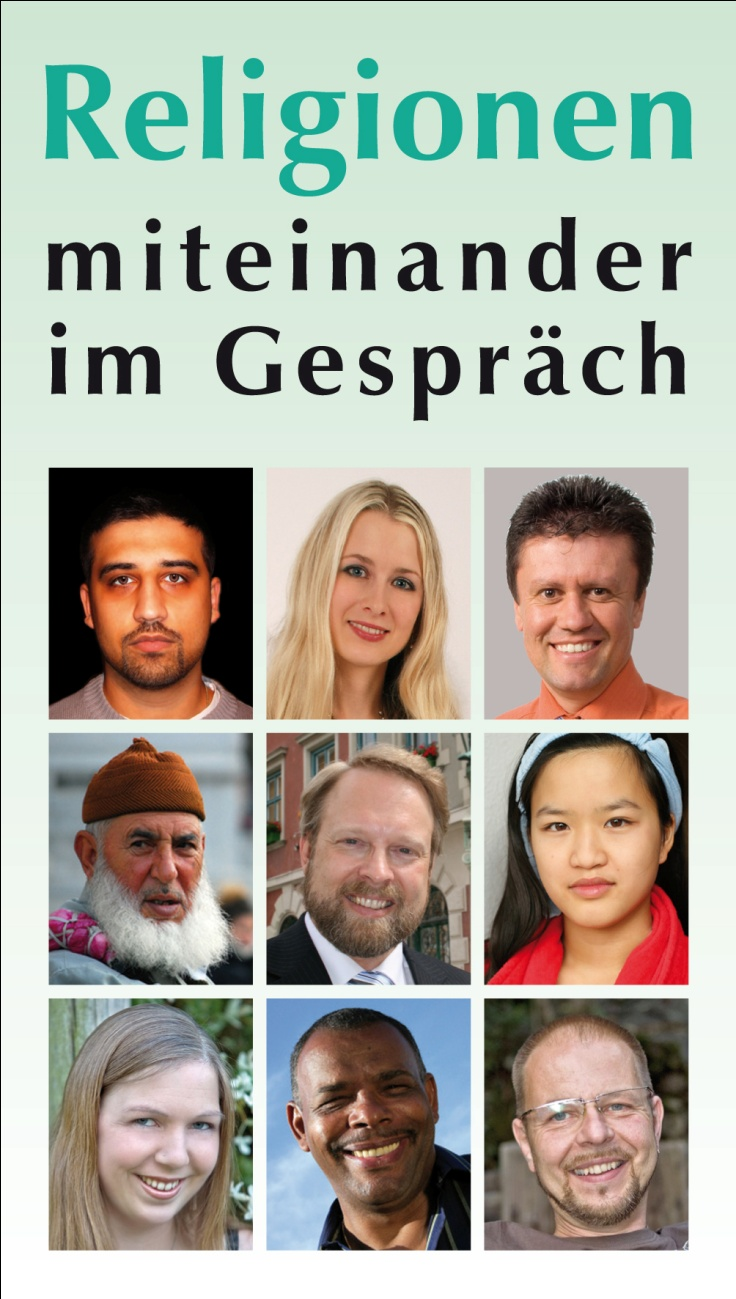 Religionen
miteinander
im Gespräch